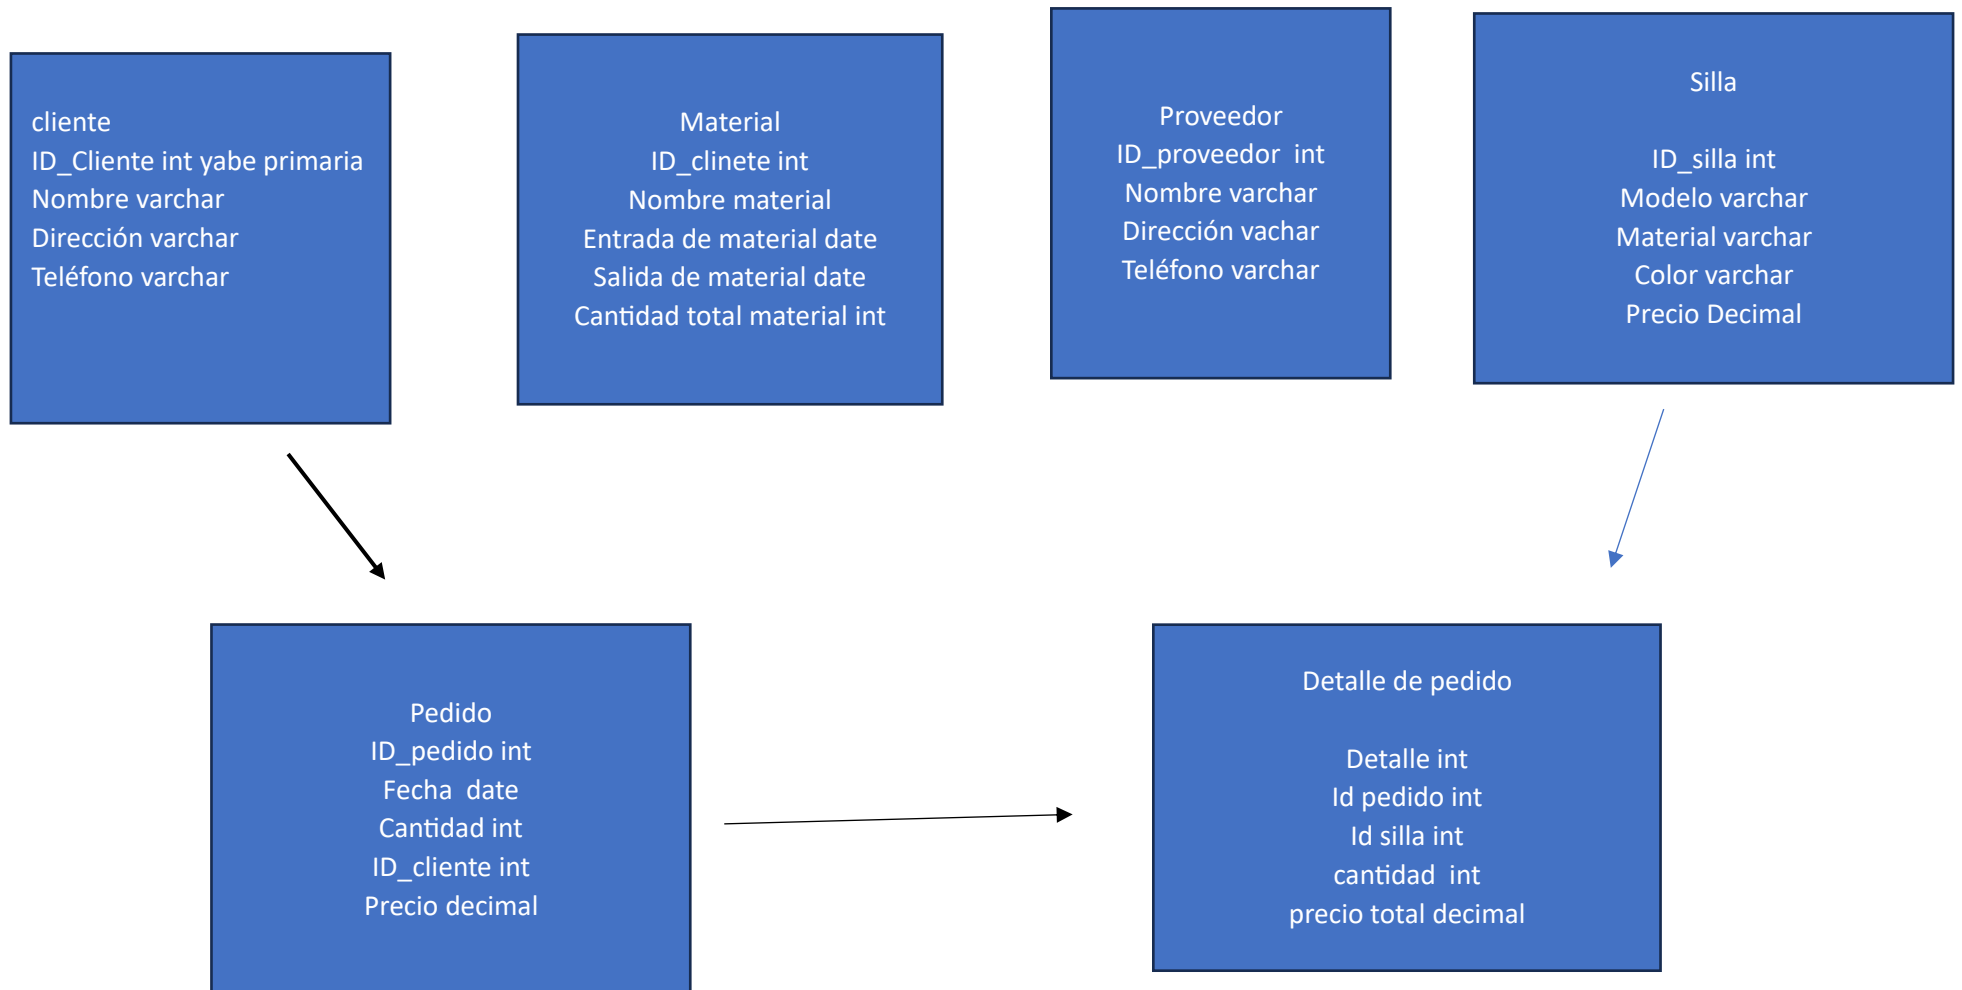 cliente
ID_Cliente int yabe primaria
Nombre varchar
Dirección varchar
Teléfono varchar
Material
ID_clinete int
Nombre material
Entrada de material date
Salida de material date
Cantidad total material int
Proveedor
ID_proveedor  int
Nombre varchar
Dirección vachar
Teléfono varchar
Silla
ID_silla int
Modelo varchar
Material varchar
Color varchar
Precio Decimal
Pedido
ID_pedido int
Fecha  date
Cantidad int
ID_cliente int
Precio decimal
Detalle de pedido
Detalle int
Id pedido int
Id silla int
cantidad  int
precio total decimal